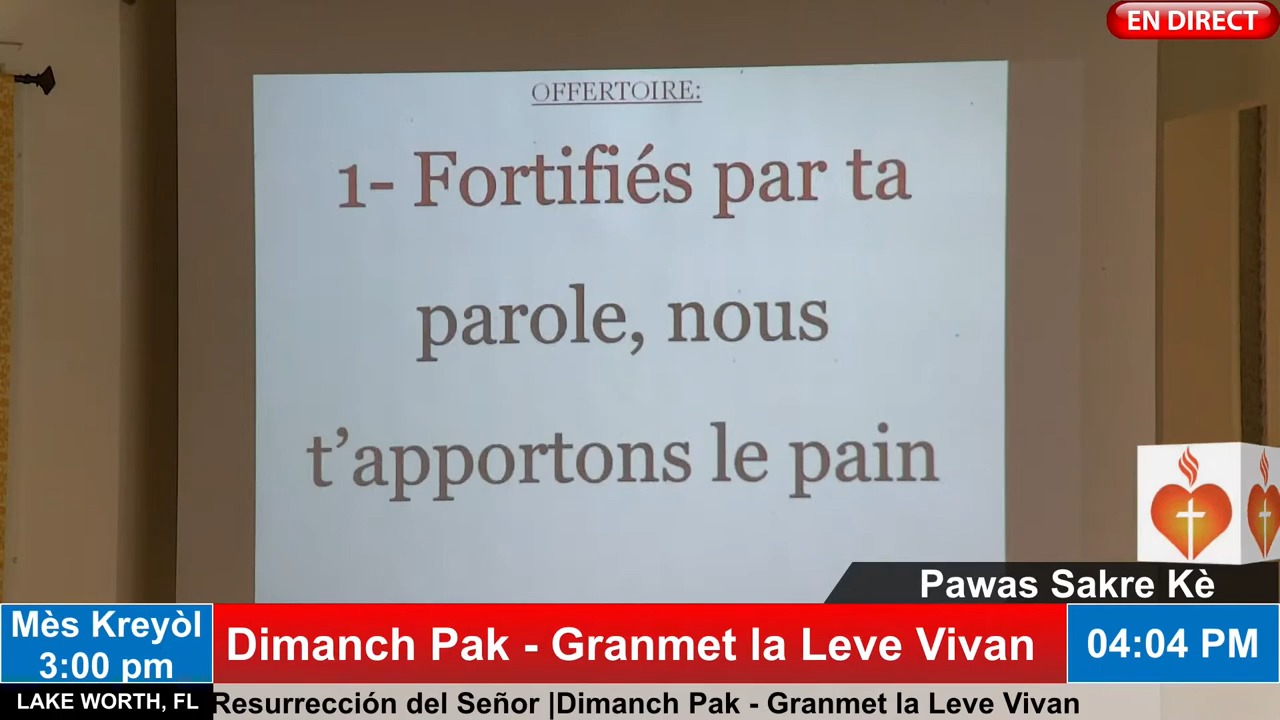 EN DIRECT
OFFERTOIRE:
1- Fortifiés par ta
parole, nous
t’apportons le pain
Pawas Sakre Kè
Mès Kreyòl
3:00 pm
Dimanch Pak - Granmet la Leve Vivan
04:04 PM
LAKE WORTH, FL
Resurrección del Señor |Dimanch Pak - Granmet la Leve Vivan